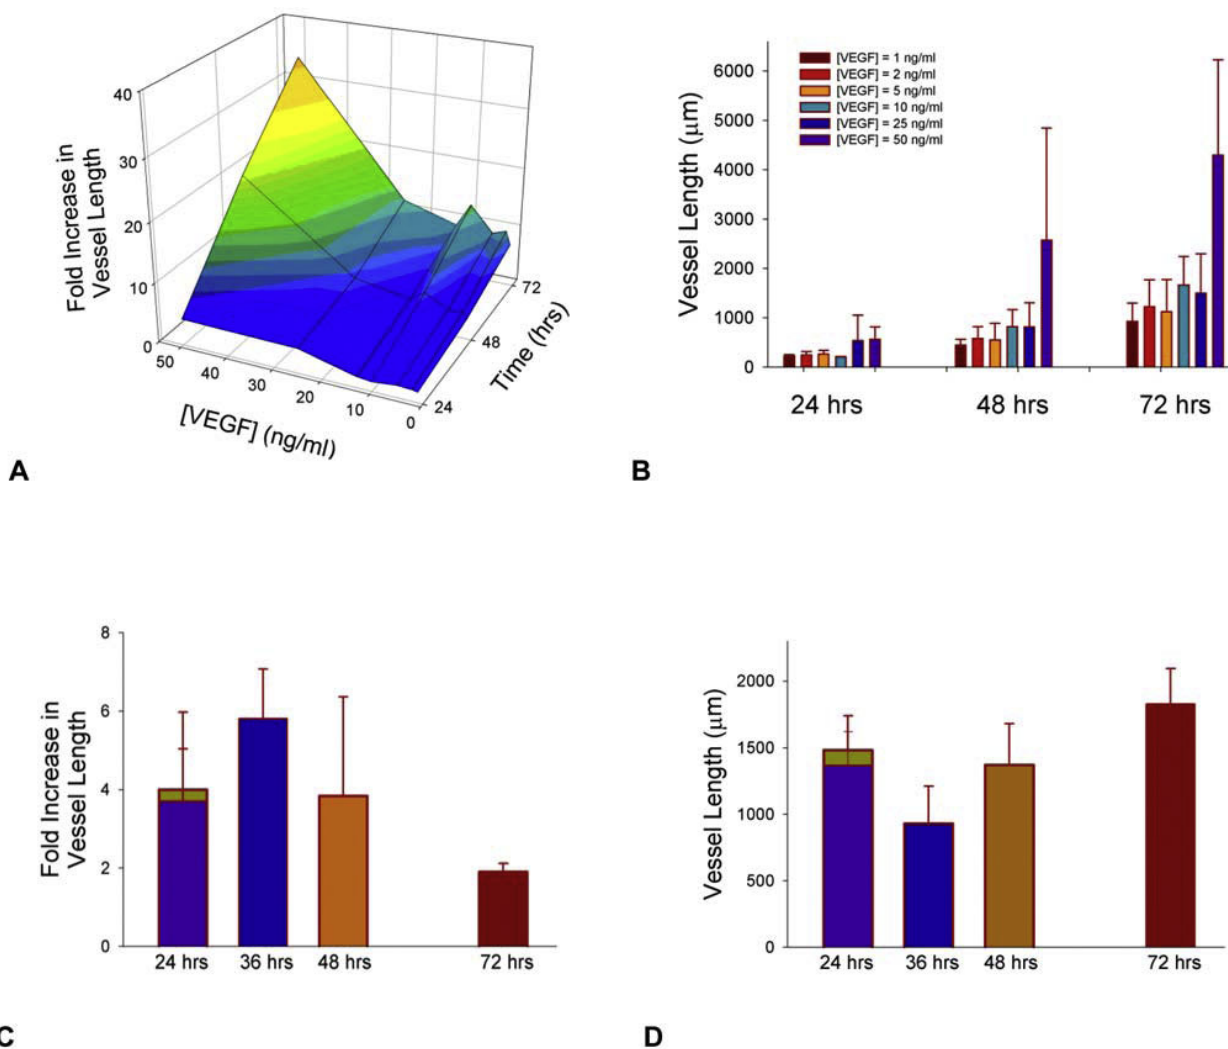 Fold Increase in
Vessel Length
40
30
20
10
0
50
40
30
20
10
0
[VEGF] (ng/ml)
24
48
72
Time (hrs)
A
Vessel Length (μm)
6000
5000
4000
3000
2000
1000
0
[VEGF] = 1 ng/ml
[VEGF] = 2 ng/ml
[VEGF] = 5 ng/ml
[VEGF] = 10 ng/ml
[VEGF] = 25 ng/ml
[VEGF] = 50 ng/ml
24 hrs
48 hrs
72 hrs
B
Fold Increase in
Vessel Length
8
6
4
2
0
24 hrs
36 hrs
48 hrs
72 hrs
C
Vessel Length (μm)
2000
1500
1000
500
0
24 hrs
36 hrs
48 hrs
72 hrs
D